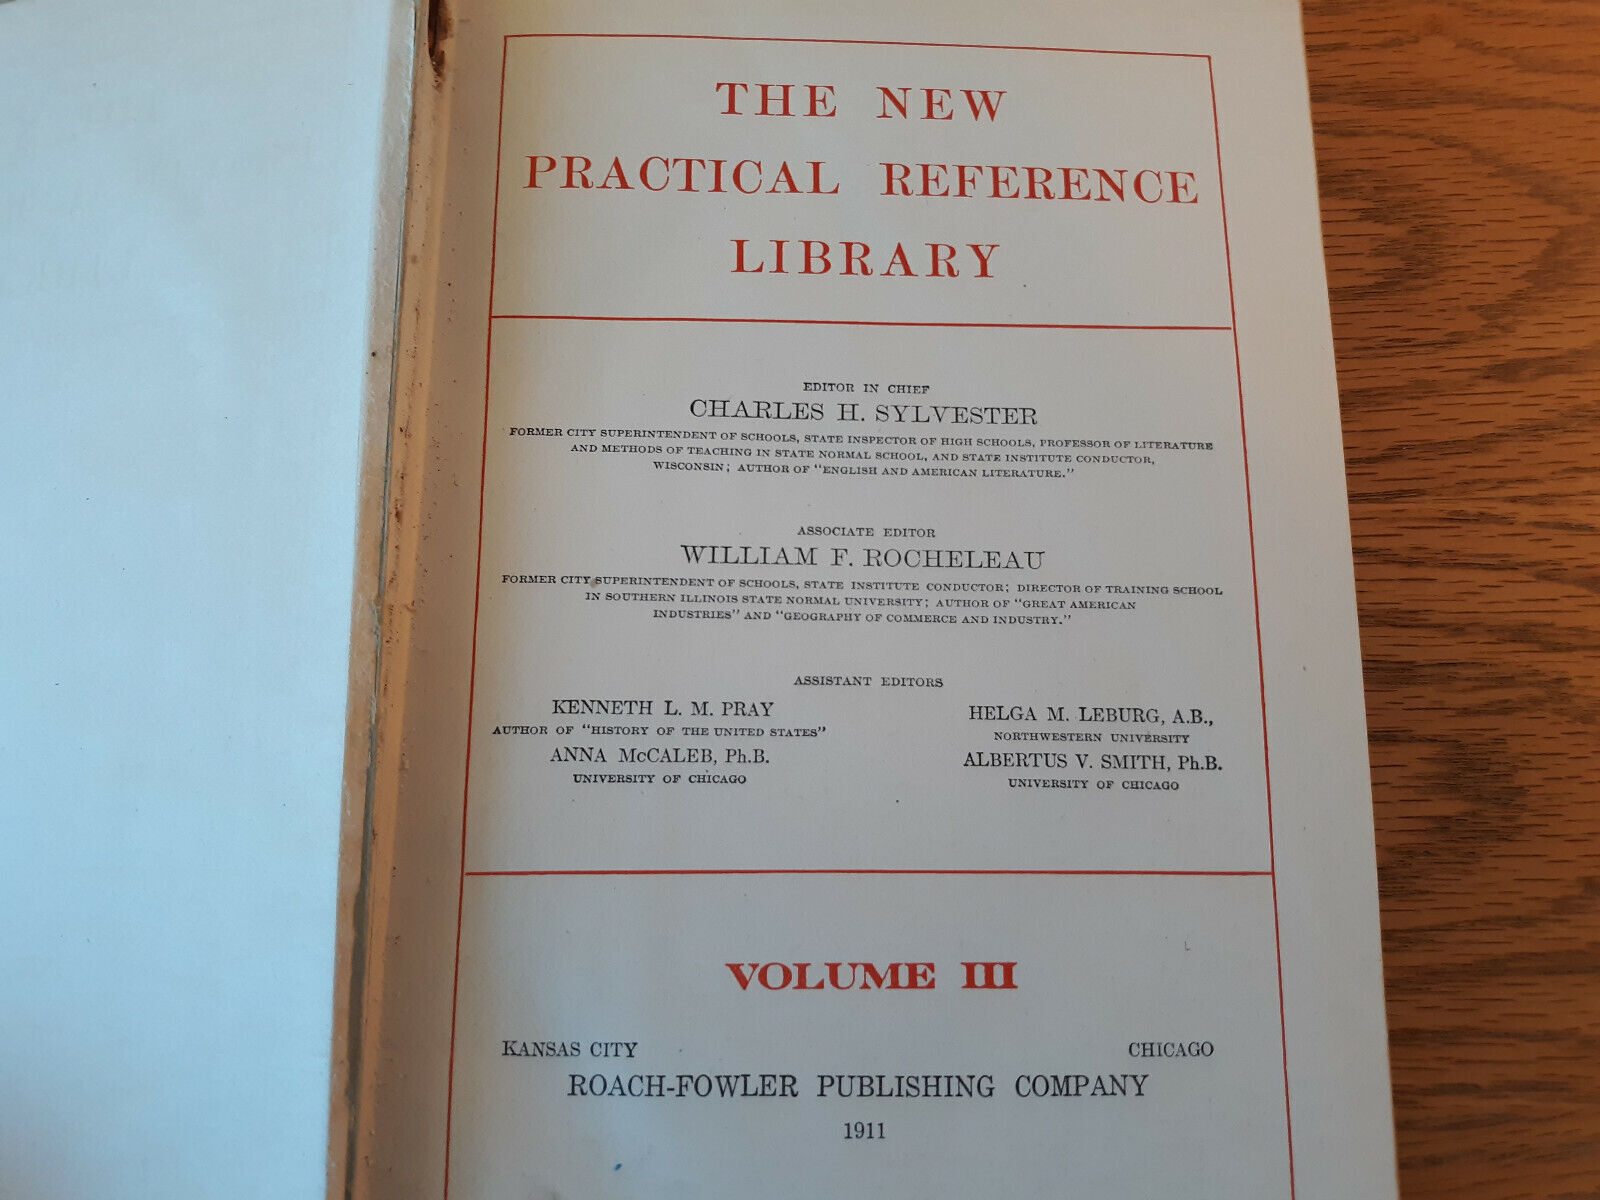 THE NEW
PRACTICAL REFERENCE
LIBRARY
EDITOR IN CHIEF
CHARLES H. SYLVESTER
FORMER CITY SUPERINTENDENT OF SCHOOLS, STATE INSPECTOR OF HIGH SCHOOLS, PROFESSOR OF LITERATURE
AND METHODS OF TEACHING IN STATE NORMAL SCHOOL, AND STATE INSTITUTE CONDUCTOR,
WISCONSIN; AUTHOR OF "ENGLISH AND AMERICAN LITERATURE."
ASSOCIATE EDITOR
WILLIAM F. ROCHELEAU
FORMER CITY SUPERINTENDENT OF SCHOOLS, STATE INSTITUTE CONDUCTOR; DIRECTOR OF TRAINING SCHOOL
IN SOUTHERN ILLINOIS STATE NORMAL UNIVERSITY; AUTHOR OF "GREAT AMERICAN
INDUSTRIES" AND "GEOGRAPHY OF COMMERCE AND INDUSTRY."
ASSISTANT EDITORS
KENNETH L. M. PRAY
AUTHOR OF "HISTORY OF THE UNITED STATES"
ANNA McCALEB, Ph.B.
UNIVERSITY OF CHICAGO
HELGA M. LEBURG, A.B.,
NORTHWESTERN UNIVERSITY
ALBERTUS V. SMITH, Ph.B.
UNIVERSITY OF CHICAGO
VOLUME III
KANSAS CITY CHICAGO
ROACH-FOWLER PUBLISHING COMPANY
1911